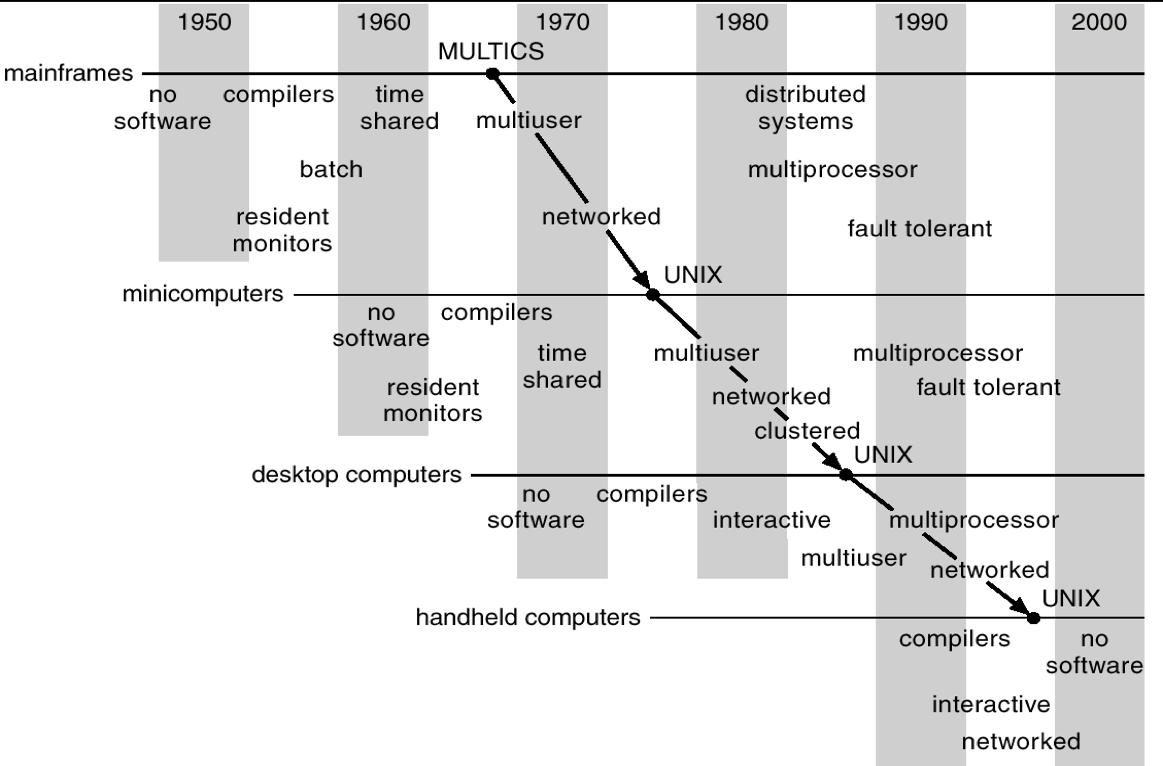 1950 1960 1970 1980 1990 2000
MULTICS
mainframes
no compilers time distributed
software shared multiuser systems
batch multiprocessor
resident networked
monitors fault tolerant
UNIX
minicomputers
no compilers
software
time multiuser multiprocessor
shared
resident networked fault tolerant
monitors
clustered
UNIX
desktop computers
no compilers
software interactive multiprocessor
multiuser
networked
UNIX
handheld computers
compilers no
software
interactive
networked